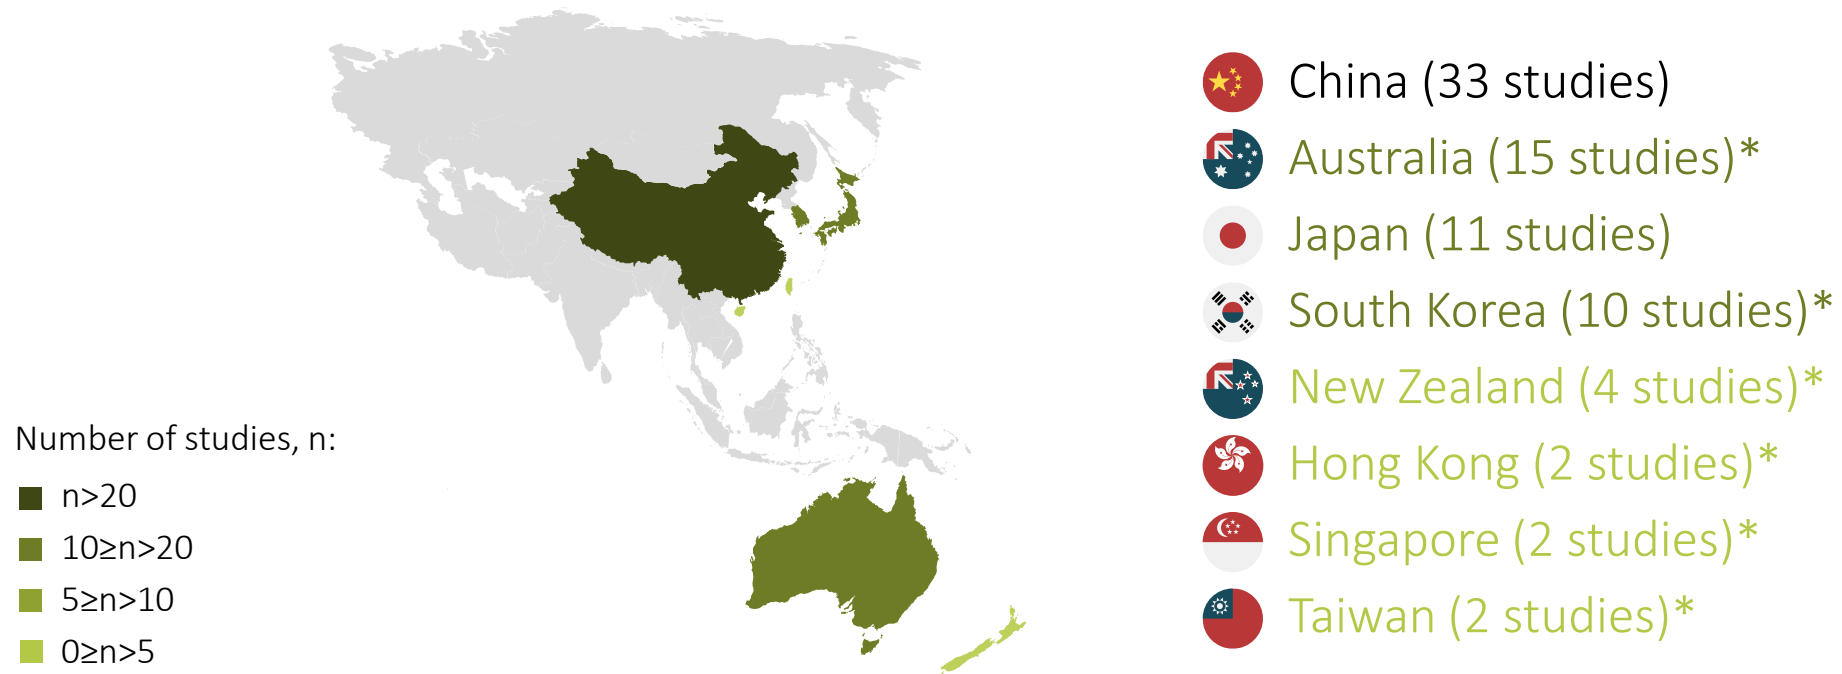 China (33 studies)
Australia (15 studies)*
Japan (11 studies)
South Korea (10 studies)*
New Zealand (4 studies)*
Hong Kong (2 studies)*
Singapore (2 studies)*
Taiwan (2 studies)*
Number of studies, n:
n>20
10≥n>20
5≥n>10
0≥n>5